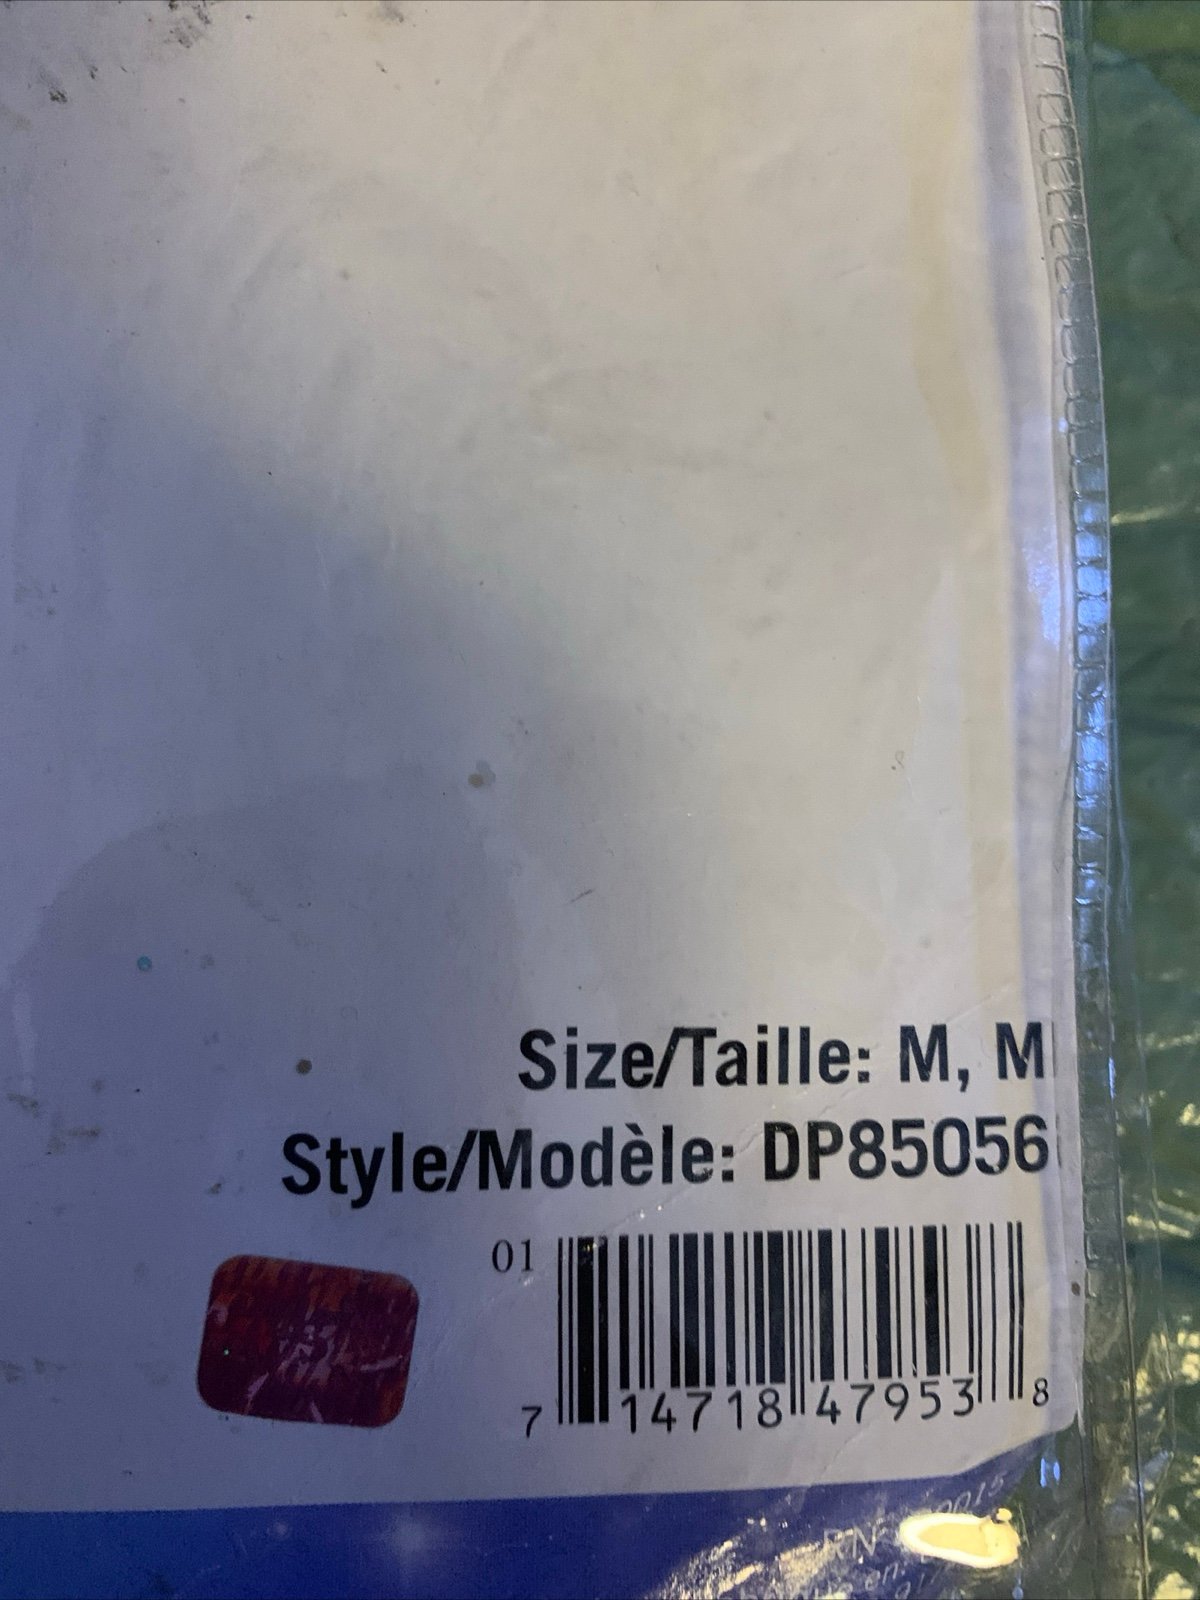 Size/Taille: M, M
Style/Modèle: DP85056
01
7 14718 47953 8